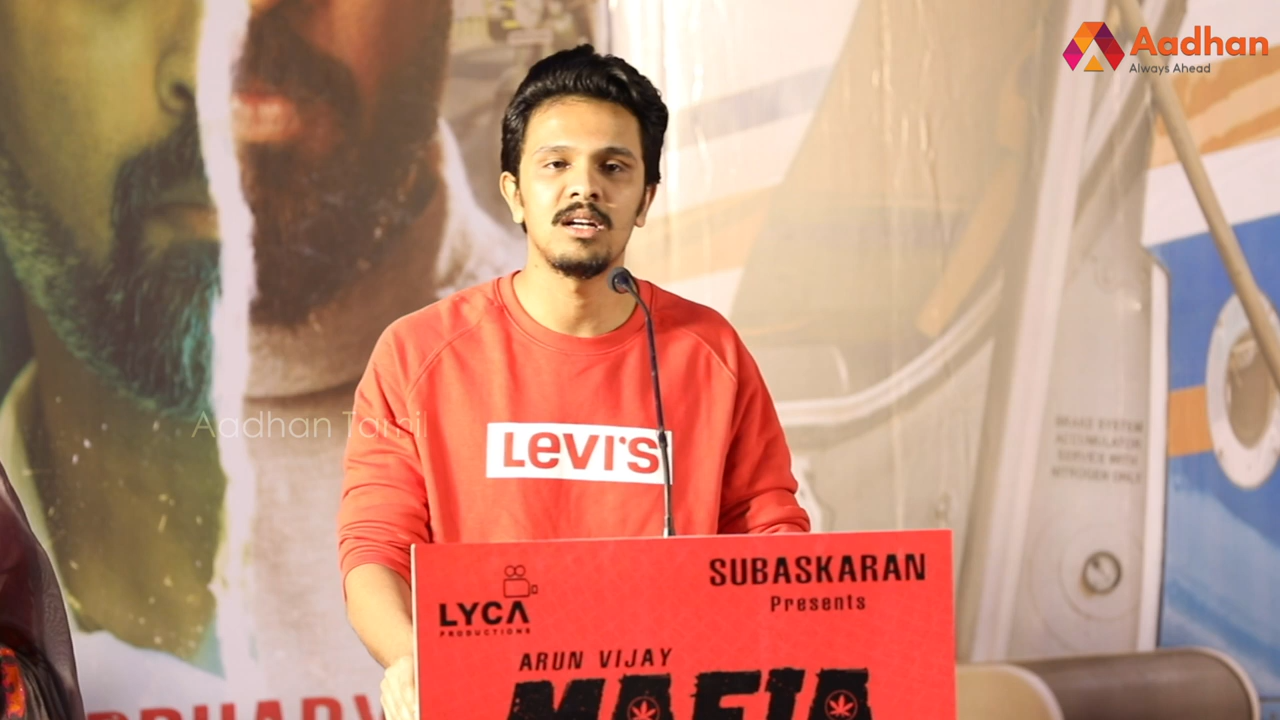 Aadhan
Always Ahead
Aadhan Tamil
LEVI'S
BRAKE SYSTEM
ACCUMULATOR
SERVICE WITH
NITROGEN ONLY
SUBASKARAN
Presents
LYCA
PRODUCTIONS
ARUN VIJAY
MAFIA